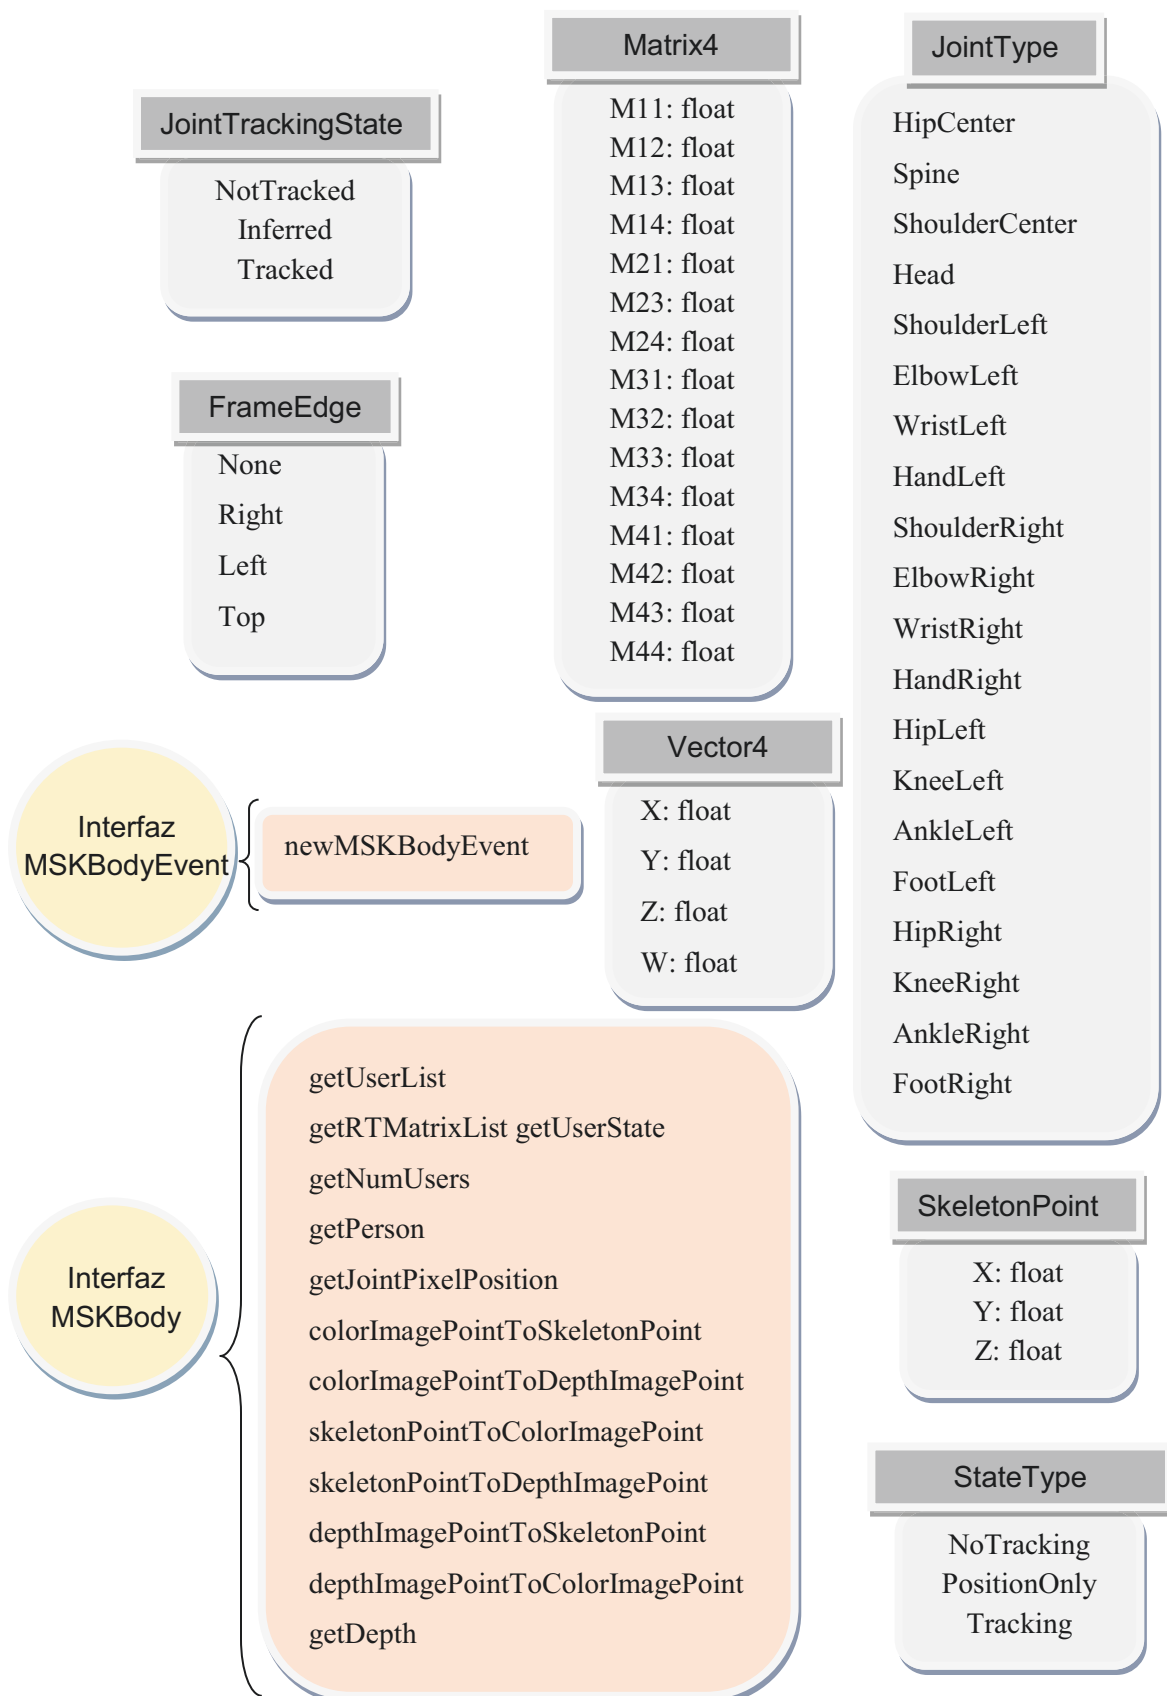 JointTrackingState
NotTracked
Inferred
Tracked
FrameEdge
None
Right
Left
Top
Matrix4
M11: float
M12: float
M13: float
M14: float
M21: float
M23: float
M24: float
M31: float
M32: float
M33: float
M34: float
M41: float
M42: float
M43: float
M44: float
JointType
HipCenter
Spine
ShoulderCenter
Head
ShoulderLeft
ElbowLeft
WristLeft
HandLeft
ShoulderRight
ElbowRight
WristRight
HandRight
HipLeft
KneeLeft
AnkleLeft
FootLeft
HipRight
KneeRight
AnkleRight
FootRight
Interfaz
MSKBodyEvent
newMSKBodyEvent
Vector4
X: float
Y: float
Z: float
W: float
Interfaz
MSKBody
getUserList
getRTMatrixList getUserState
getNumUsers
getPerson
getJointPixelPosition
colorImagePointToSkeletonPoint
colorImagePointToDepthImagePoint
skeletonPointToColorImagePoint
skeletonPointToDepthImagePoint
depthImagePointToSkeletonPoint
depthImagePointToColorImagePoint
getDepth
SkeletonPoint
X: float
Y: float
Z: float
StateType
NoTracking
PositionOnly
Tracking